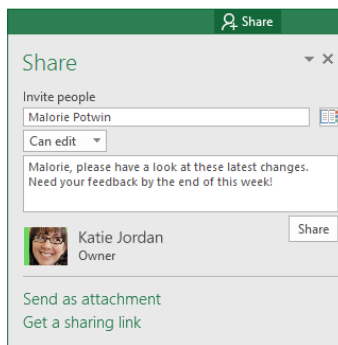 Share
Share
Invite people
Malorie Potwin
Can edit
Malorie, please have a look at these latest changes.
Need your feedback by the end of this week!
Share
Katie Jordan
Owner
Send as attachment
Get a sharing link